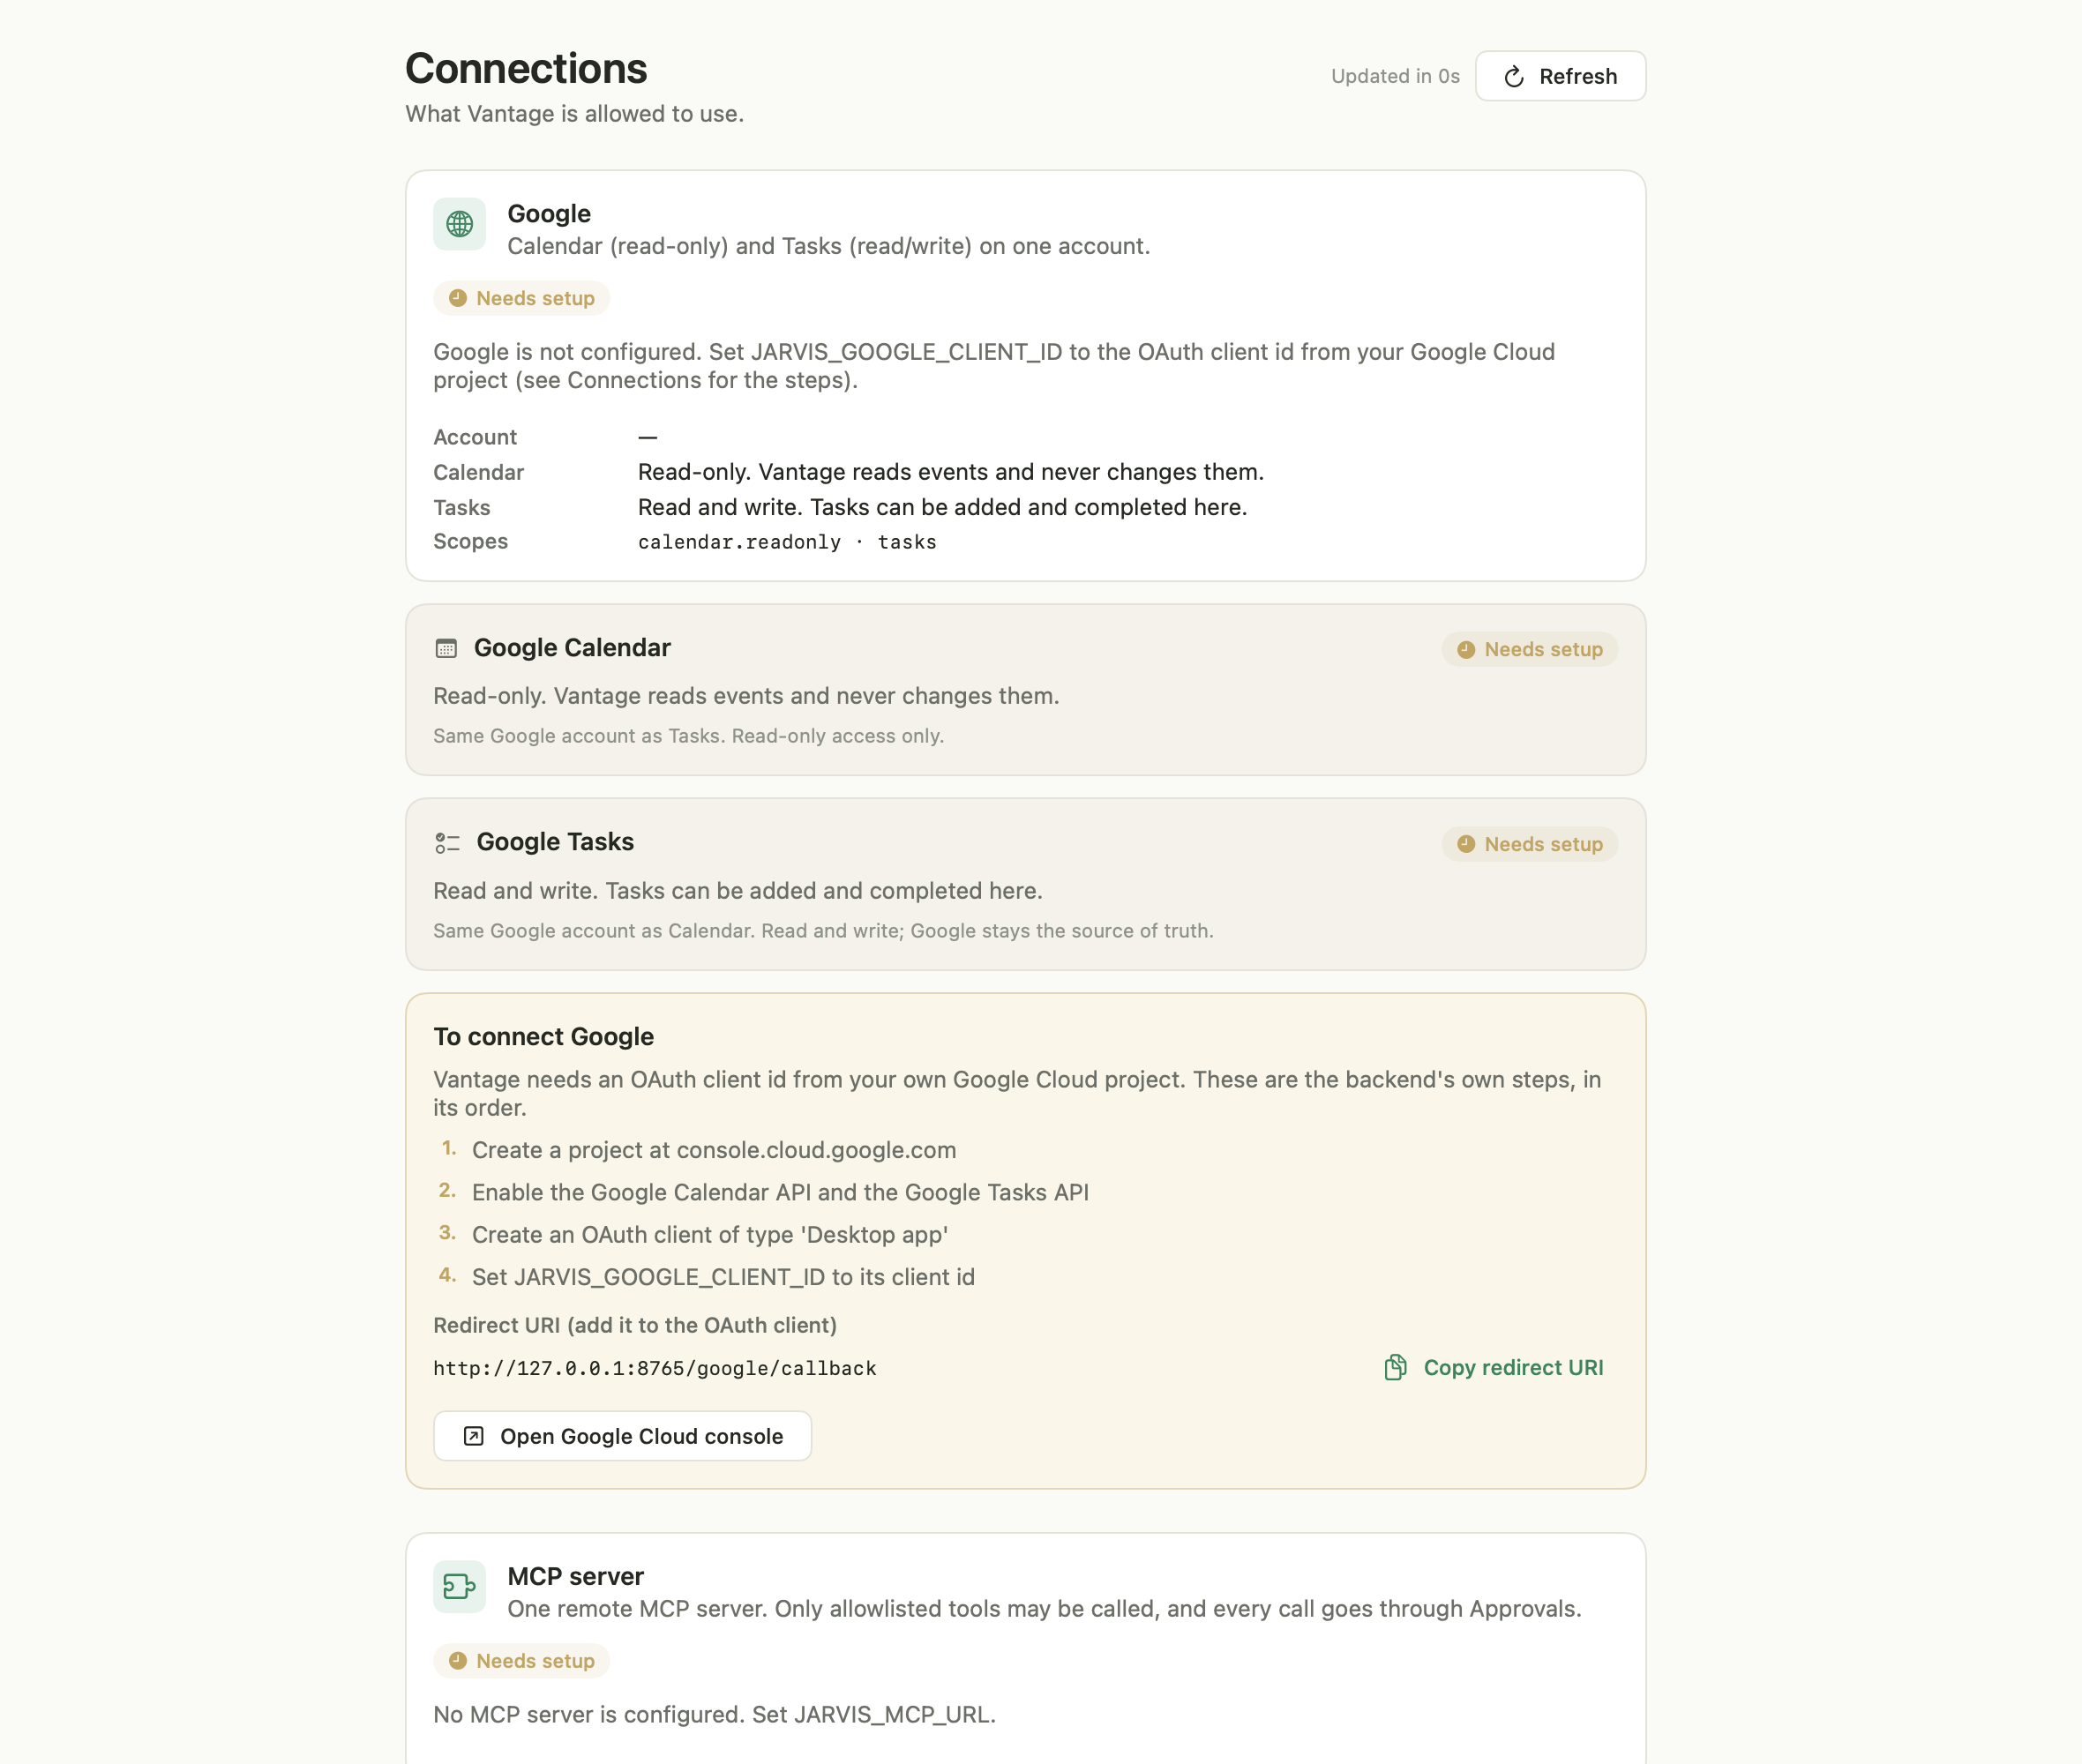 Connections
What Vantage is allowed to use.
Updated in 0s
Refresh
Google
Calendar (read-only) and Tasks (read/write) on one account.
Needs setup
Google is not configured. Set JARVIS_GOOGLE_CLIENT_ID to the OAuth client id from your Google Cloud
project (see Connections for the steps).
Account —
Calendar Read-only. Vantage reads events and never changes them.
Tasks Read and write. Tasks can be added and completed here.
Scopes calendar.readonly · tasks
Google Calendar
Needs setup
Read-only. Vantage reads events and never changes them.
Same Google account as Tasks. Read-only access only.
Google Tasks
Needs setup
Read and write. Tasks can be added and completed here.
Same Google account as Calendar. Read and write; Google stays the source of truth.
To connect Google
Vantage needs an OAuth client id from your own Google Cloud project. These are the backend's own steps, in
its order.
1. Create a project at console.cloud.google.com
2. Enable the Google Calendar API and the Google Tasks API
3. Create an OAuth client of type 'Desktop app'
4. Set JARVIS_GOOGLE_CLIENT_ID to its client id
Redirect URI (add it to the OAuth client)
http://127.0.0.1:8765/google/callback
Copy redirect URI
Open Google Cloud console
MCP server
One remote MCP server. Only allowlisted tools may be called, and every call goes through Approvals.
Needs setup
No MCP server is configured. Set JARVIS_MCP_URL.